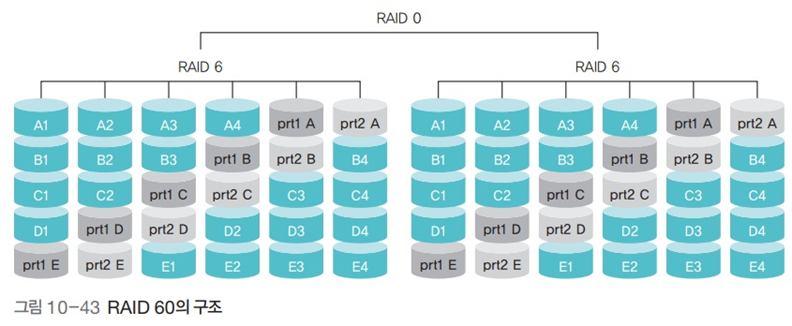 RAID 0
RAID 6 RAID 6
A1 A2 A3 A4 prt1 A prt2 A A1 A2 A3 A4 prt1 A prt2 A
B1 B2 B3 prt1 B prt2 B B4 B1 B2 B3 prt1 B prt2 B B4
C1 C2 prt1 C prt2 C C3 C4 C1 C2 prt1 C prt2 C C3 C4
D1 prt1 D prt2 D D2 D3 D4 D1 prt1 D prt2 D D2 D3 D4
prt1 E prt2 E E1 E2 E3 E4 prt1 E prt2 E E1 E2 E3 E4
그림 10-43 RAID 60의 구조